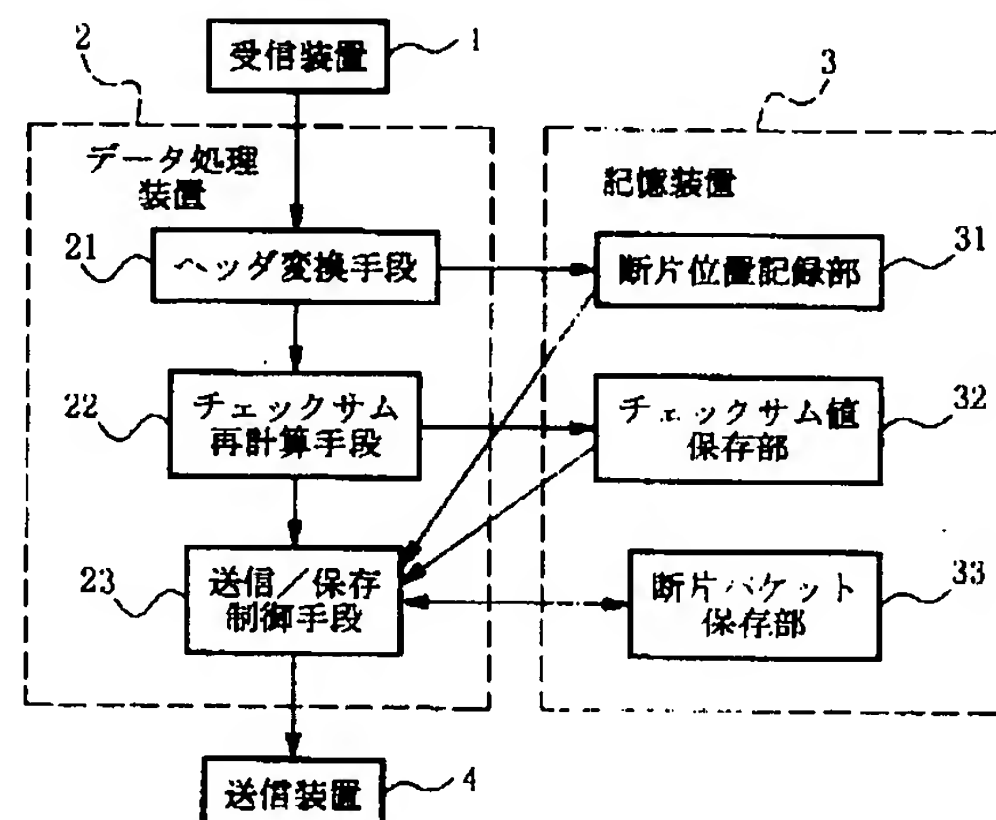 2
受信装置
1
3
データ処理
装置
記憶装置
21
ヘッダ変換手段
断片位置記録部
31
22
チェックサム
再計算手段
チェックサム値
保存部
32
23
送信／保存
制御手段
断片パケット
保存部
33
送信装置
4